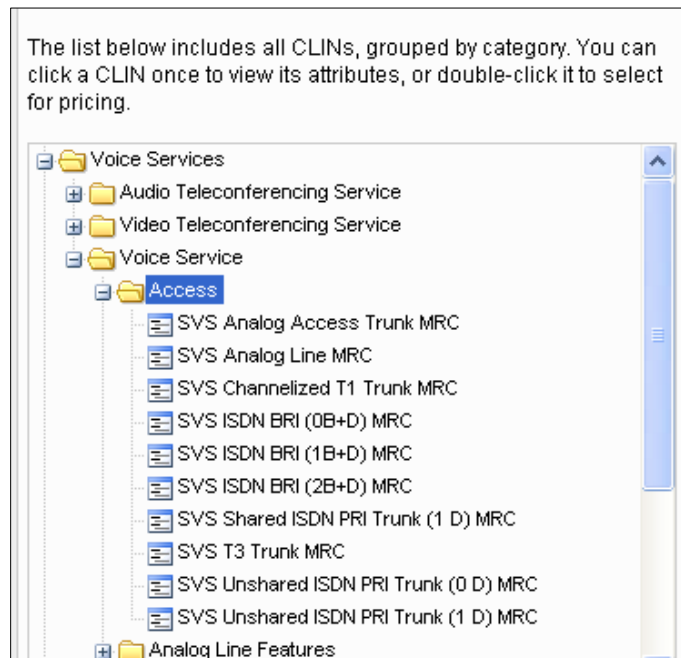 The list below includes all CLINs, grouped by category. You can
click a CLIN once to view its attributes, or double-click it to select
for pricing.
Voice Services
Audio Teleconferencing Service
Video Teleconferencing Service
Voice Service
Access
SVS Analog Access Trunk MRC
SVS Analog Line MRC
SVS Channelized T1 Trunk MRC
SVS ISDN BRI (0B+D) MRC
SVS ISDN BRI (1B+D) MRC
SVS ISDN BRI (2B+D) MRC
SVS Shared ISDN PRI Trunk (1 D) MRC
SVS T3 Trunk MRC
SVS Unshared ISDN PRI Trunk (0 D) MRC
SVS Unshared ISDN PRI Trunk (1 D) MRC
Analog Line Features